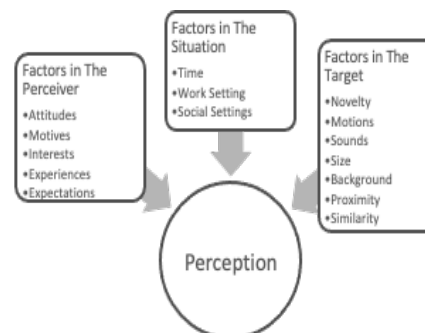 Factors in The
Perceiver
•Attitudes
•Motives
•Interests
•Experiences
•Expectations
Factors in The
Situation
•Time
•Work Setting
•Social Settings
Factors in The
Target
•Novelty
•Motions
•Sounds
•Size
•Background
•Proximity
•Similarity
Perception